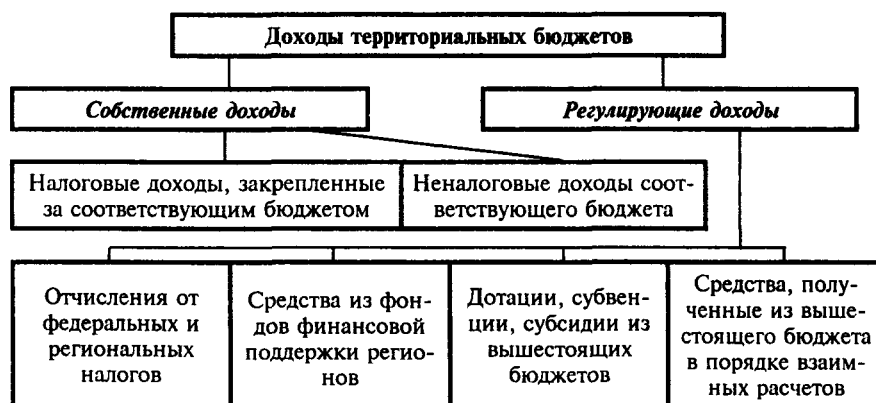 Доходы территориальных бюджетов
Собственные доходы
Регулирующие доходы
Налоговые доходы, закрепленные
за соответствующим бюджетом
Неналоговые доходы соот-
ветствующего бюджета
Отчисления от
федеральных и
региональных
налогов
Средства из фон-
дов финансовой
поддержки регио-
нов
Дотации, субвен-
ции, субсидии из
вышестоящих
бюджетов
Средства, полу-
ченные из выше-
стоящего бюджета
в порядке взаим-
ных расчетов